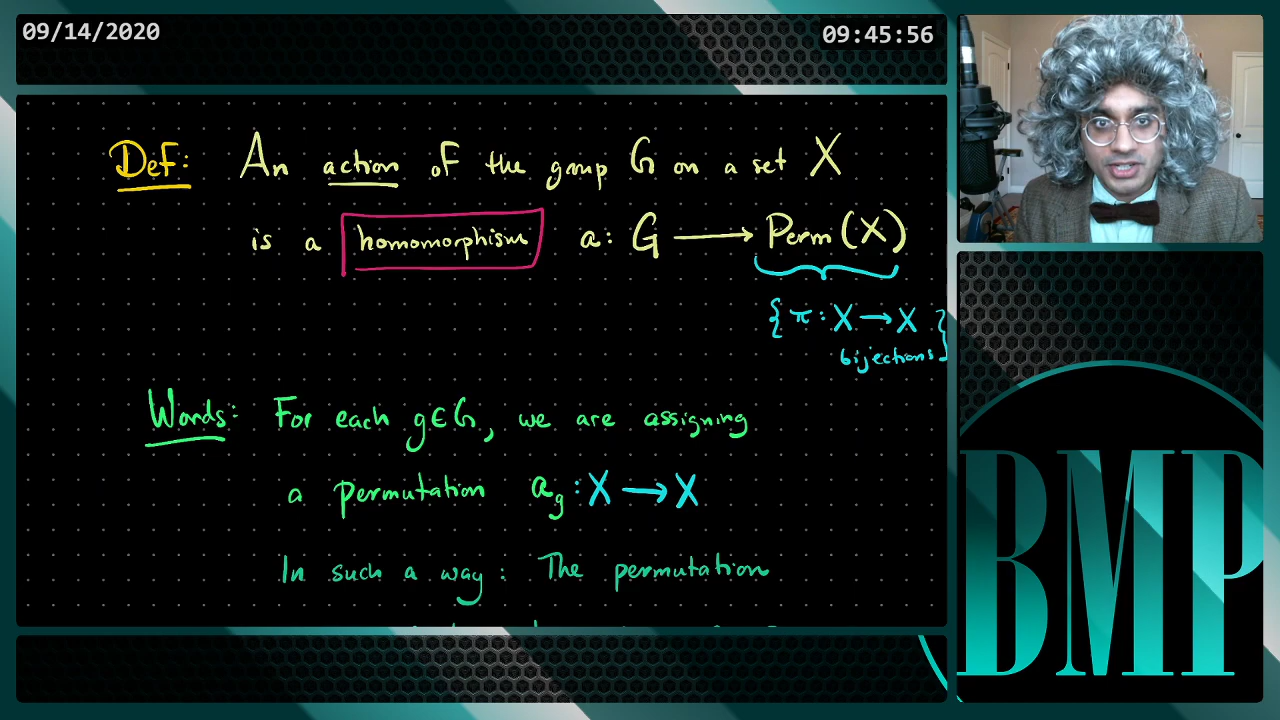 09/14/2020
09:45:56
Def: An action of the group G on a set X
is a homomorphism a: G ⟶ Perm(X)
{π: X → X
bijections}
Words: For each g∈G, we are assigning
a permutation a_g: X → X
In such a way: The permutation
BMP